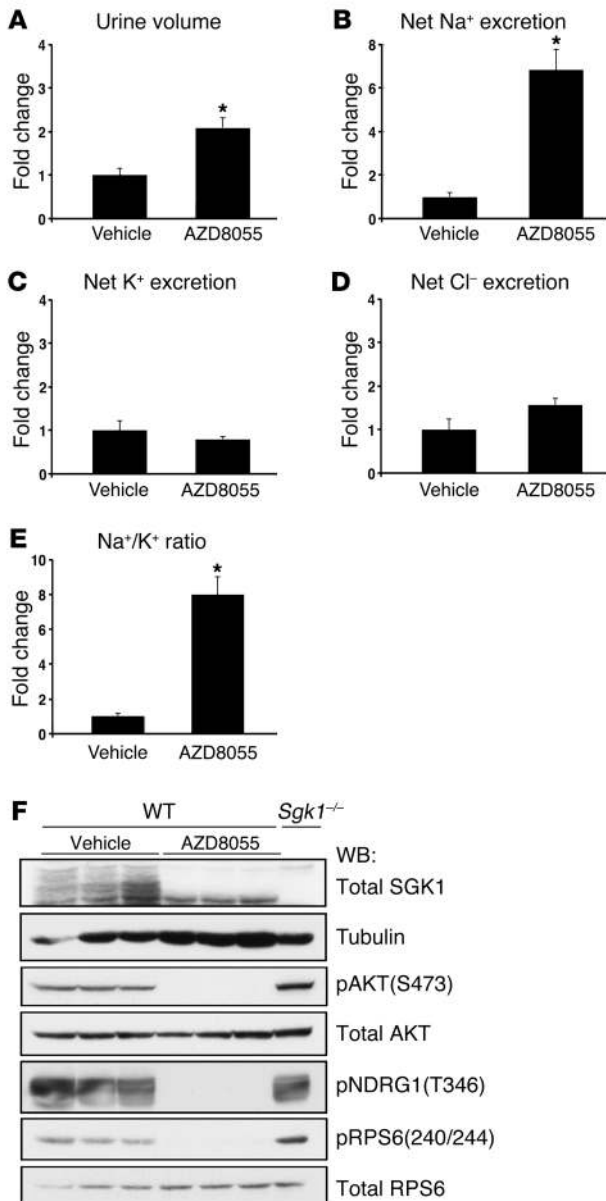 A Urine volume
Fold change
4
3
2
1
0
*
Vehicle AZD8055
B Net Na⁺ excretion
Fold change
8
6
4
2
0
*
Vehicle AZD8055
C Net K⁺ excretion
Fold change
4
3
2
1
0
Vehicle AZD8055
D Net Cl⁻ excretion
Fold change
4
3
2
1
0
Vehicle AZD8055
E Na⁺/K⁺ ratio
Fold change
10
8
6
4
2
0
*
Vehicle AZD8055
F WT Sgk1⁻/⁻
Vehicle AZD8055
WB:
Total SGK1
Tubulin
pAKT(S473)
Total AKT
pNDRG1(T346)
pRPS6(240/244)
Total RPS6